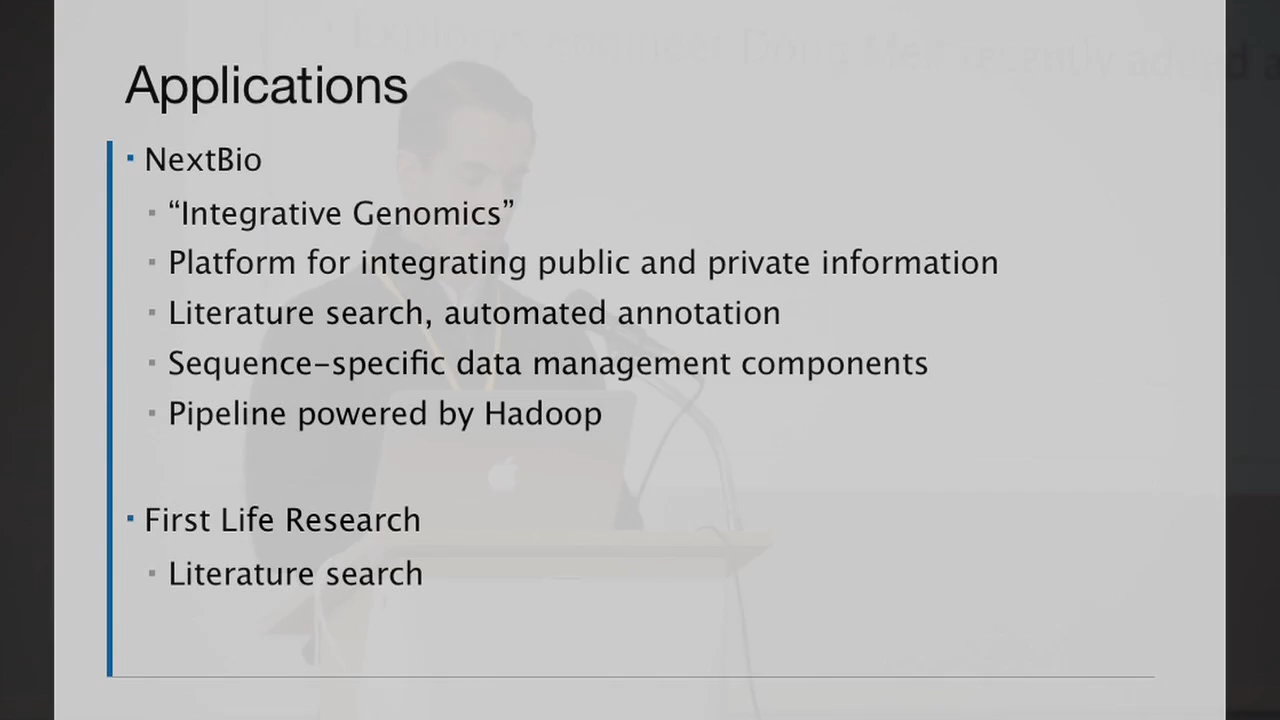 Applications
NextBio
“Integrative Genomics”
Platform for integrating public and private information
Literature search, automated annotation
Sequence-specific data management components
Pipeline powered by Hadoop
First Life Research
Literature search